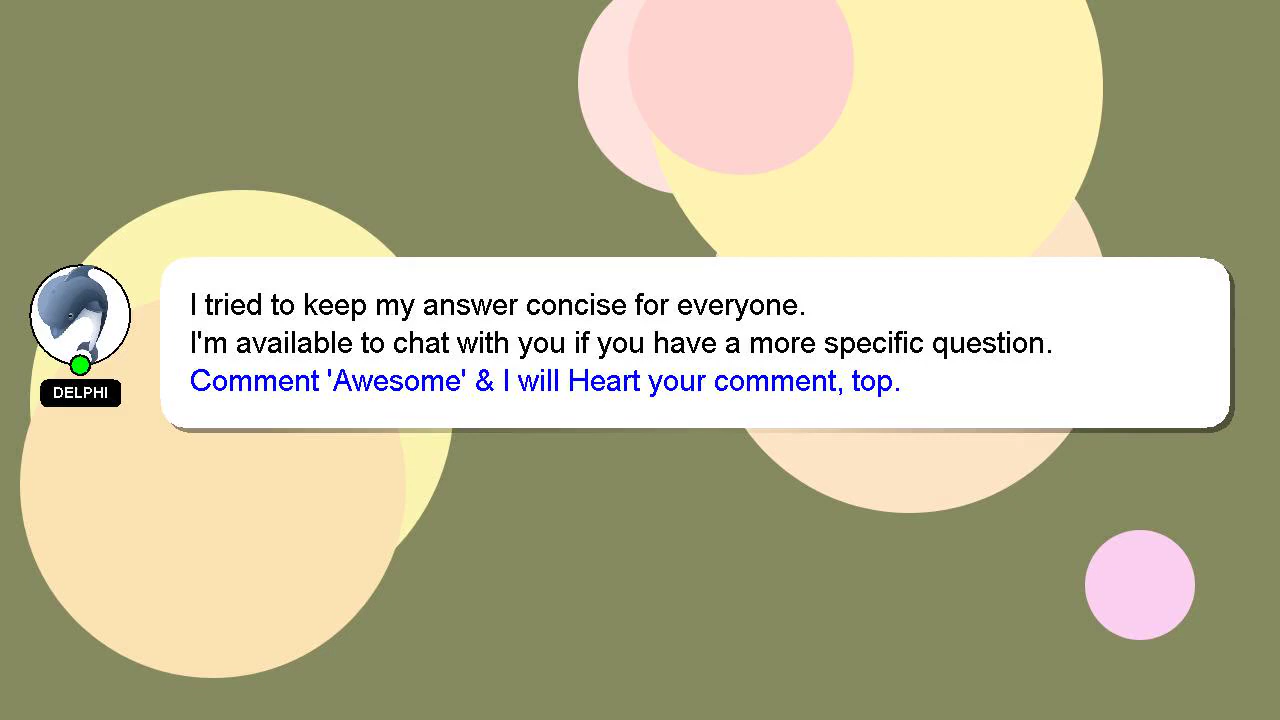 I tried to keep my answer concise for everyone.
I'm available to chat with you if you have a more specific question.
Comment 'Awesome' & I will Heart your comment, top.
DELPHI